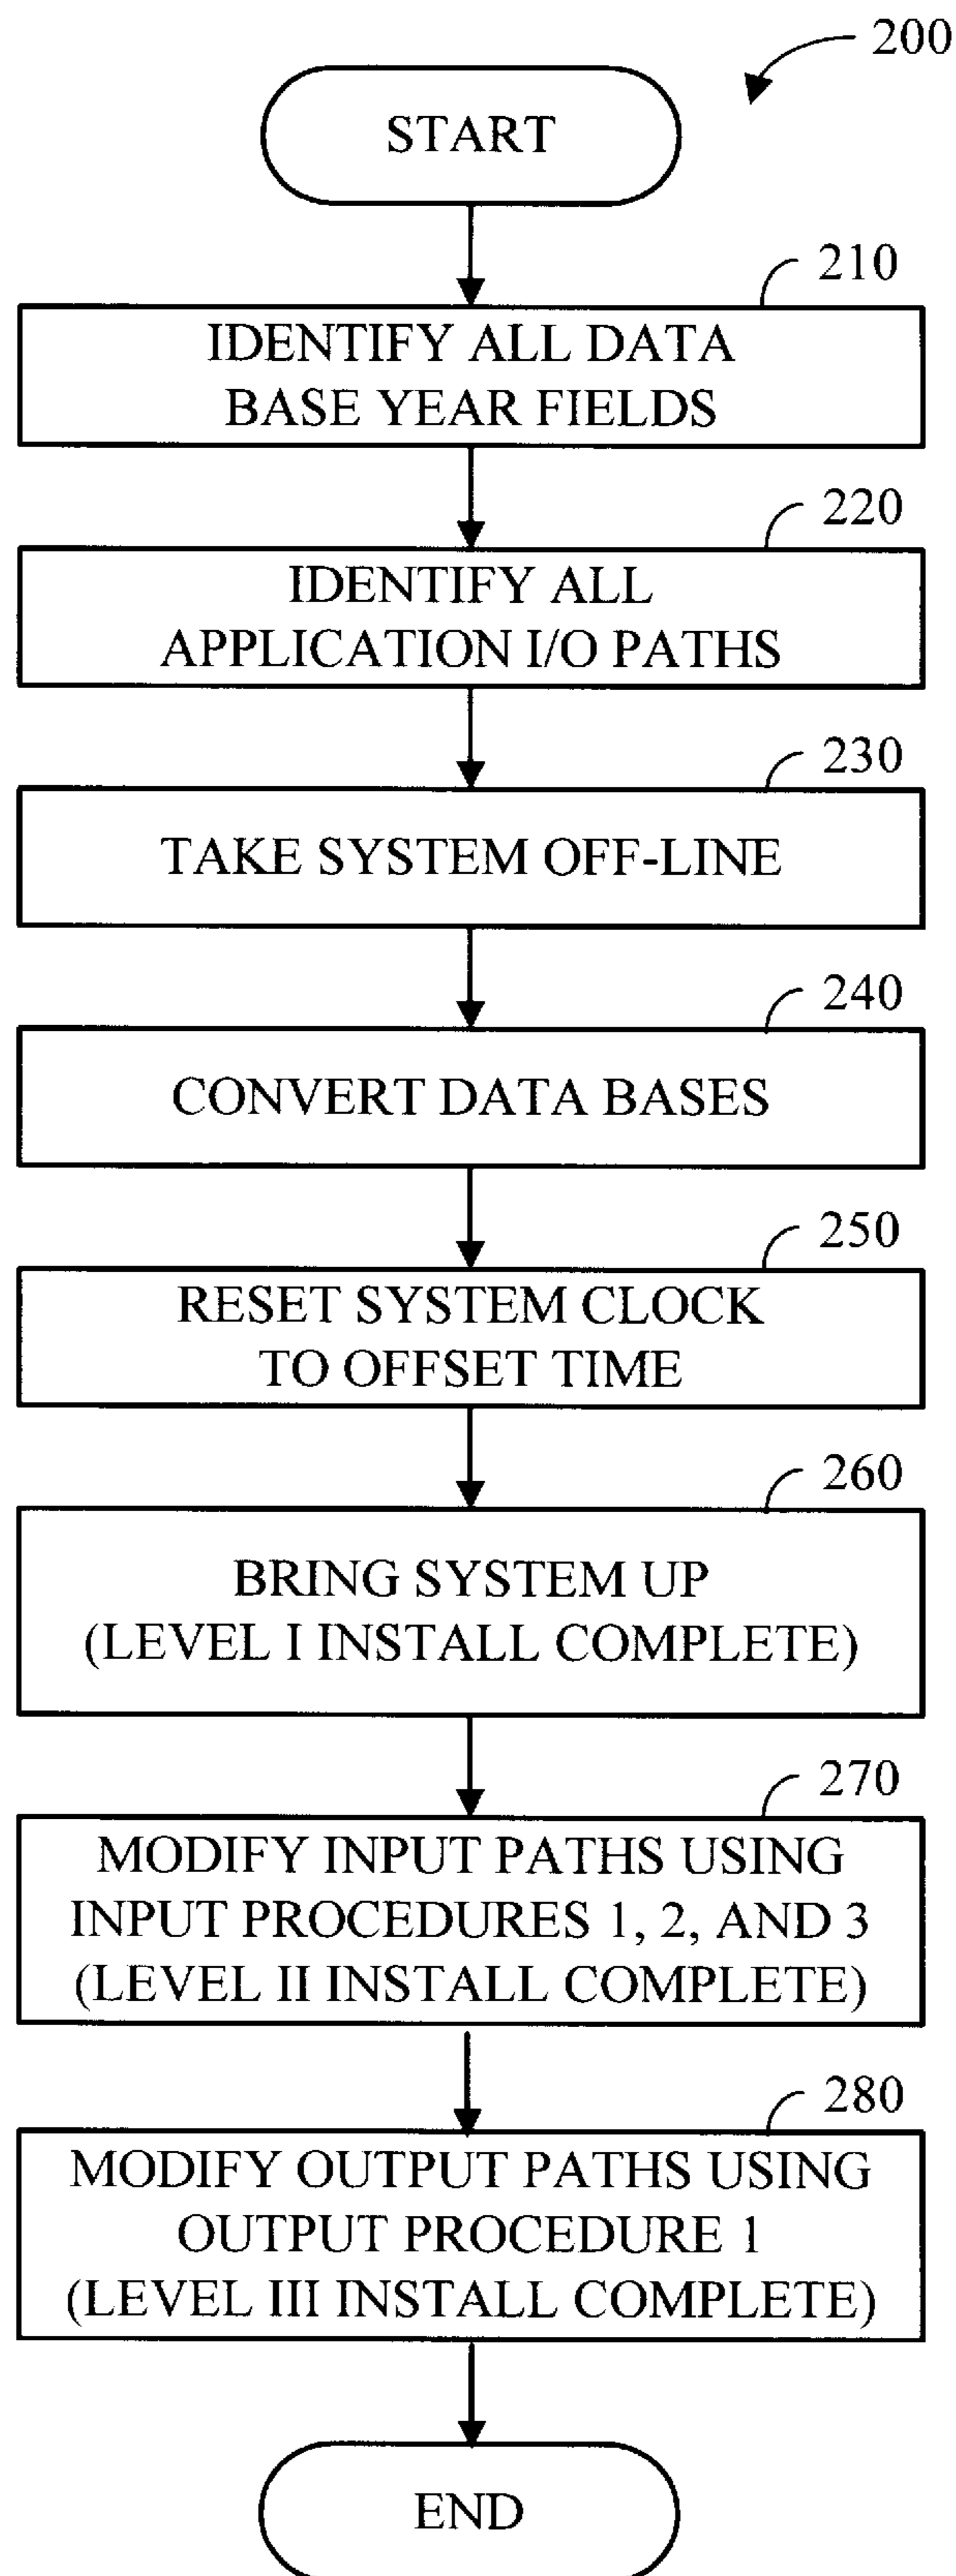 200
START
210
IDENTIFY ALL DATA
BASE YEAR FIELDS
220
IDENTIFY ALL
APPLICATION I/O PATHS
230
TAKE SYSTEM OFF-LINE
240
CONVERT DATA BASES
250
RESET SYSTEM CLOCK
TO OFFSET TIME
260
BRING SYSTEM UP
(LEVEL I INSTALL COMPLETE)
270
MODIFY INPUT PATHS USING
INPUT PROCEDURES 1, 2, AND 3
(LEVEL II INSTALL COMPLETE)
280
MODIFY OUTPUT PATHS USING
OUTPUT PROCEDURE 1
(LEVEL III INSTALL COMPLETE)
END